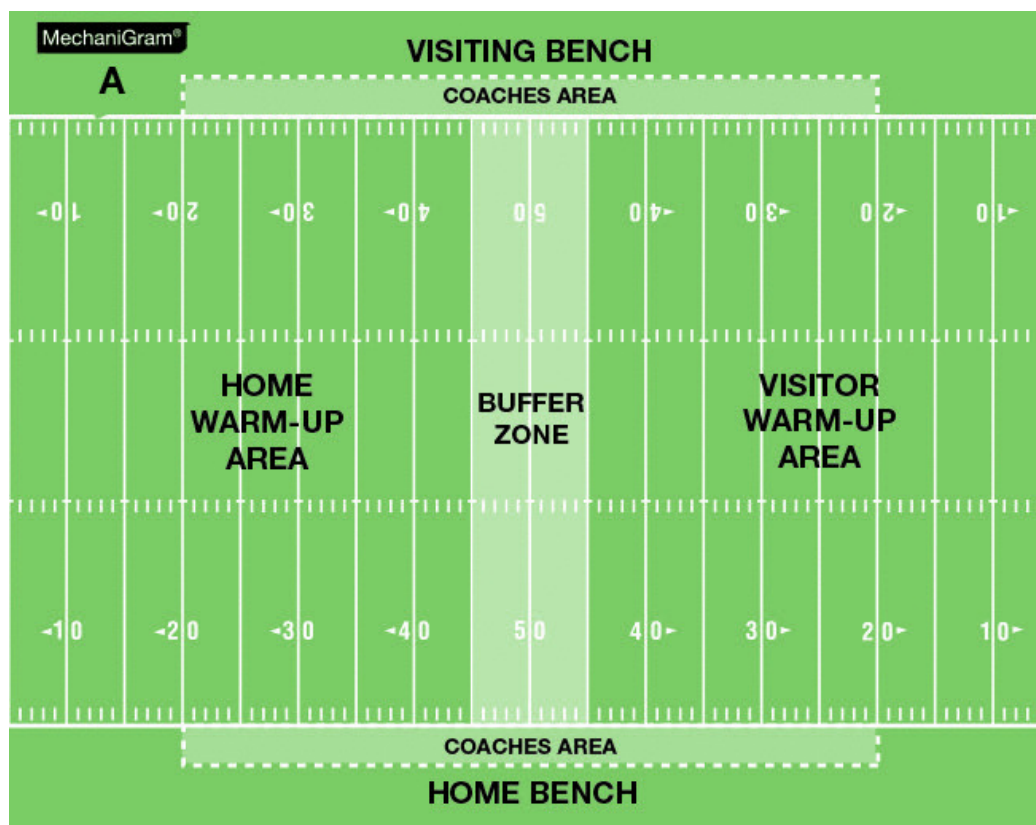 MechaniGram®
A
VISITING BENCH
COACHES AREA
◄10 ◄20 ◄30 ◄40 50 40► 30► 20► 10►
HOME
WARM-UP
AREA
BUFFER
ZONE
VISITOR
WARM-UP
AREA
◄10 ◄20 ◄30 ◄40 50 40► 30► 20► 10►
COACHES AREA
HOME BENCH